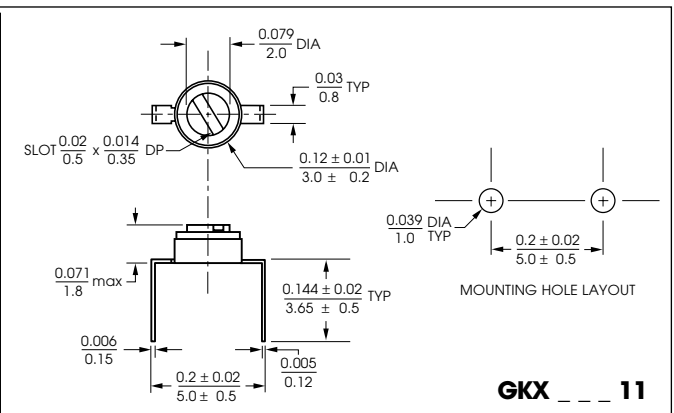 0.079
2.0
DIA
0.03
0.8
TYP
SLOT 0.02
0.5
x 0.014
0.35
DP
0.12 ± 0.01
3.0 ± 0.2
DIA
0.039
1.0
DIA
TYP
0.2 ± 0.02
5.0 ± 0.5
MOUNTING HOLE LAYOUT
0.071
1.8
max
0.144 ± 0.02
3.65 ± 0.5
TYP
0.006
0.15
0.005
0.12
0.2 ± 0.02
5.0 ± 0.5
GKX _ _ _ 11